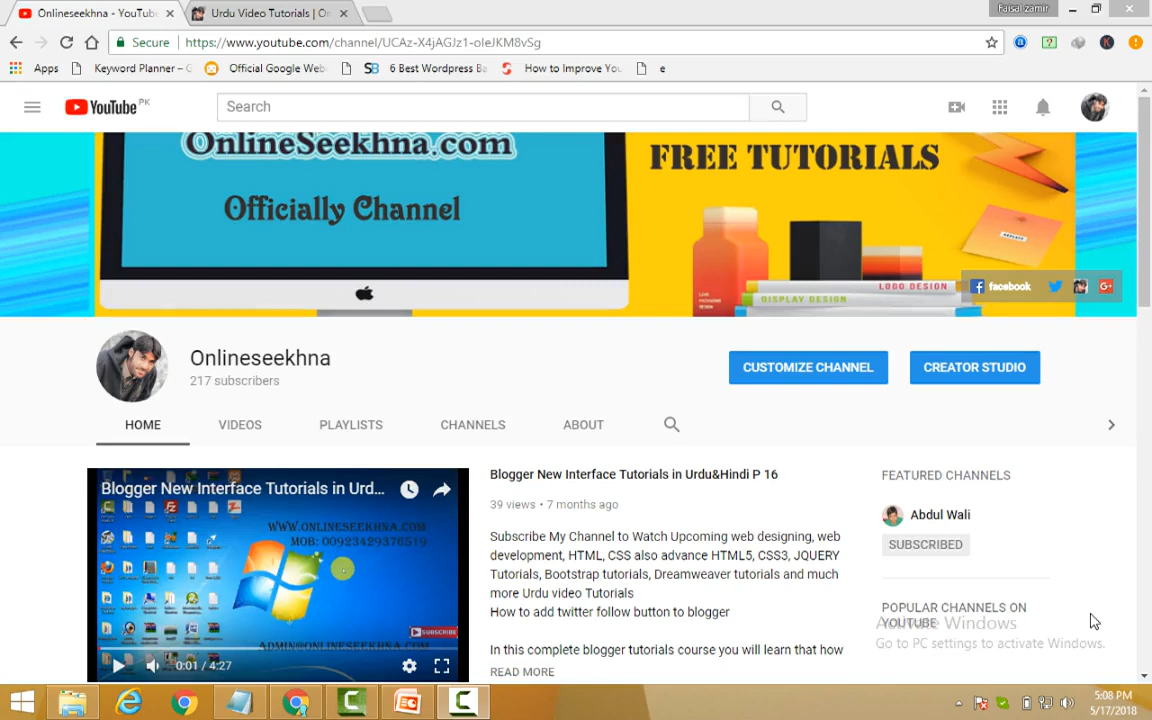 Onlineseekhna - YouTube
Urdu Video Tutorials | On
Faisal zamir
Secure
https://www.youtube.com/channel/UCAz-X4jAGJz1-oIeJKM8vSg
Apps
Keyword Planner – G
Official Google Web
6 Best Wordpress Ba
How to Improve You
e
YouTube PK
Search
OnlineSeekhna.com
Officially Channel
FREE TUTORIALS
LOGO DESIGN
DISPLAY DESIGN
facebook
Onlineseekhna
217 subscribers
CUSTOMIZE CHANNEL
CREATOR STUDIO
HOME
VIDEOS
PLAYLISTS
CHANNELS
ABOUT
Blogger New Interface Tutorials in Urd...
WWW.ONLINESEEKHNA.COM
MOB: 00923429376519
SUBSCRIBE
ADMIN@ONLINESEEKHNA.COM
0:01 / 4:27
Blogger New Interface Tutorials in Urdu&Hindi P 16
39 views • 7 months ago
Subscribe My Channel to Watch Upcoming web designing, web
development, HTML, CSS also advance HTML5, CSS3, JQUERY
Tutorials, Bootstrap tutorials, Dreamweaver tutorials and much
more Urdu video Tutorials
How to add twitter follow button to blogger
In this complete blogger tutorials course you will learn that how
READ MORE
FEATURED CHANNELS
Abdul Wali
SUBSCRIBED
POPULAR CHANNELS ON
YOUTUBE
Activate Windows
Go to PC settings to activate Windows.
5:08 PM
5/17/2018